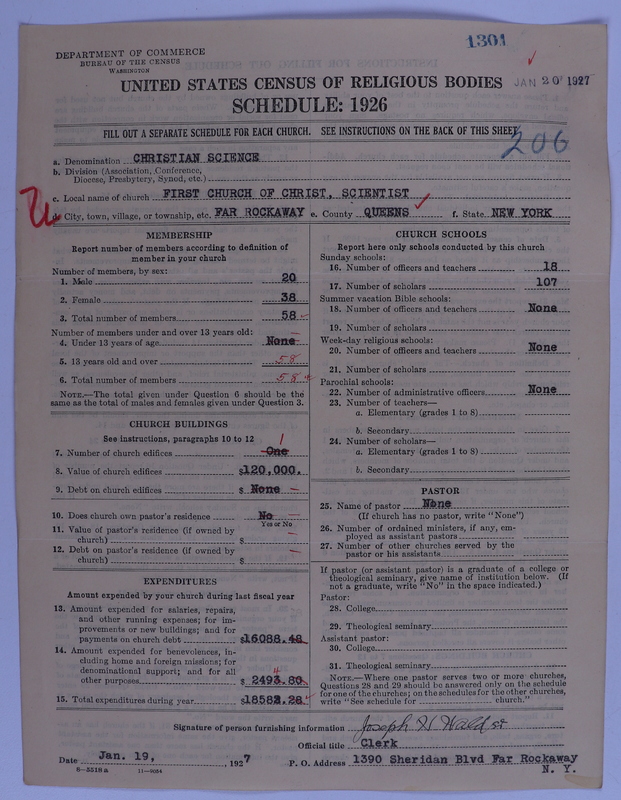 1301
DEPARTMENT OF COMMERCE
BUREAU OF THE CENSUS
WASHINGTON
JAN 20 1927
UNITED STATES CENSUS OF RELIGIOUS BODIES
SCHEDULE: 1926
FILL OUT A SEPARATE SCHEDULE FOR EACH CHURCH. SEE INSTRUCTIONS ON THE BACK OF THIS SHEET
206
a. Denomination CHRISTIAN SCIENCE
b. Division (Association, Conference,
Diocese, Presbytery, Synod, etc.)
c. Local name of church FIRST CHURCH OF CHRIST, SCIENTIST
d. City, town, village, or township, etc. FAR ROCKAWAY e. County QUEENS f. State NEW YORK
MEMBERSHIP
Report number of members according to definition of
member in your church
Number of members, by sex:
1. Male 20
2. Female 38
3. Total number of members 58
Number of members under and over 13 years old:
4. Under 13 years of age None
5. 13 years old and over 58
6. Total number of members 58
NOTE.—The total given under Question 6 should be
same as the total of males and females given under Question 3.
CHURCH BUILDINGS
See instructions, paragraphs 10 to 12
1
7. Number of church edifices One
8. Value of church edifices $120,000.
9. Debt on church edifices $ None
10. Does church own pastor's residence No
Yes or No
11. Value of pastor's residence (if owned by
church) $
12. Debt on pastor's residence (if owned by
church) $
EXPENDITURES
Amount expended by your church during last fiscal year
13. Amount expended for salaries, repairs,
and other running expenses; for im-
provements or new buildings; and for
payments on church debt $16088.48
14. Amount expended for benevolences, in-
cluding home and foreign missions; for
denominational support; and for all
other purposes $ 2493.80
4
15. Total expenditures during year $18582.28
CHURCH SCHOOLS
Report here only schools conducted by this church
Sunday schools:
16. Number of officers and teachers 18
17. Number of scholars 107
Summer vacation Bible schools:
18. Number of officers and teachers None
19. Number of scholars
Week-day religious schools:
20. Number of officers and teachers None
21. Number of scholars
Parochial schools:
22. Number of administrative officers None
23. Number of teachers—
a. Elementary (grades 1 to 8)
b. Secondary
24. Number of scholars—
a. Elementary (grades 1 to 8)
b. Secondary
PASTOR
25. Name of pastor None
(If church has no pastor, write "None")
26. Number of ordained ministers, if any, em-
ployed as assistant pastors
27. Number of other churches served by the
pastor or his assistants
If pastor (or assistant pastor) is a graduate of a college or
theological seminary, give name of institution below. (If
not a graduate, write "No" in the space indicated.)
Pastor:
28. College
29. Theological seminary
Assistant pastor:
30. College
31. Theological seminary
NOTE.—Where one pastor serves two or more churches,
Questions 28 and 29 should be answered only on the schedule
for one of the churches; on the schedules for the other churches,
write "See schedule for church."
Signature of person furnishing information Joseph H Wald
Official title Clerk
Date Jan. 19, 1927 P. O. Address 1390 Sheridan Blvd Far Rockaway
N. Y.
8—5518a 11—9054